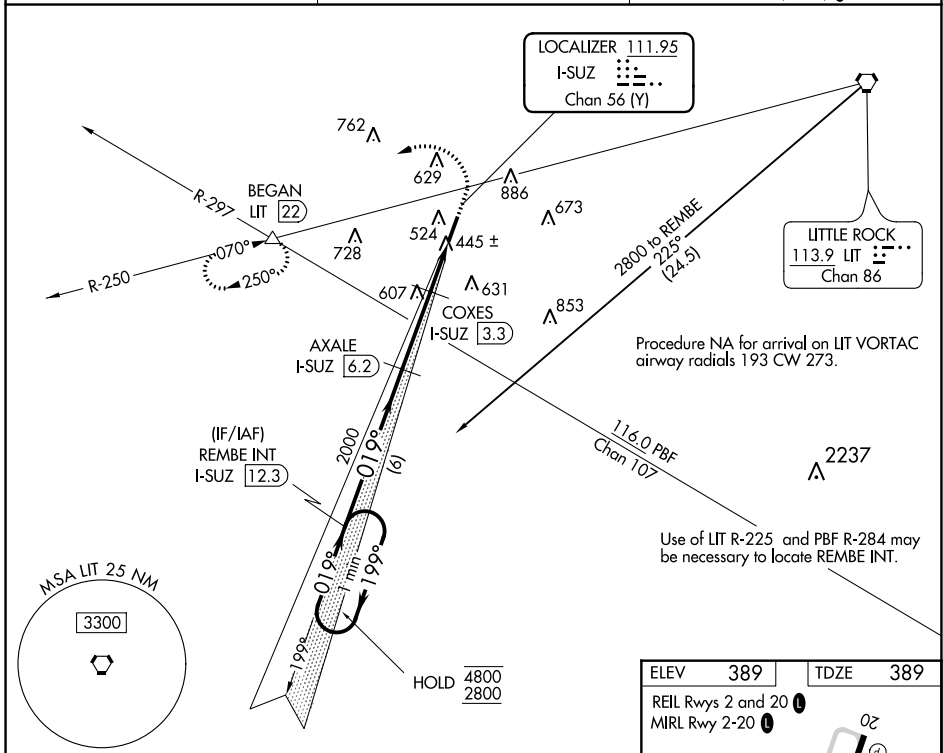 LOCALIZER 111.95
I-SUZ
Chan 56 (Y)
762
629
886
673
R-297
BEGAN
LIT 22
070°
250°
R-250
728
524
445 ±
607
631
853
COXES
I-SUZ 3.3
AXALE
I-SUZ 6.2
2800 to REMBE
225°
(24.5)
LITTLE ROCK
113.9 LIT
Chan 86
Procedure NA for arrival on LIT VORTAC
airway radials 193 CW 273.
(IF/IAF)
REMBE INT
I-SUZ 12.3
2000
019°
(6)
116.0 PBF
Chan 107
2237
Use of LIT R-225 and PBF R-284 may
be necessary to locate REMBE INT.
019°
1 min
199°
199°
HOLD 4800
2800
MSA LIT 25 NM
3300
ELEV 389
TDZE 389
REIL Rwys 2 and 20 L
MIRL Rwy 2-20 L
20
P